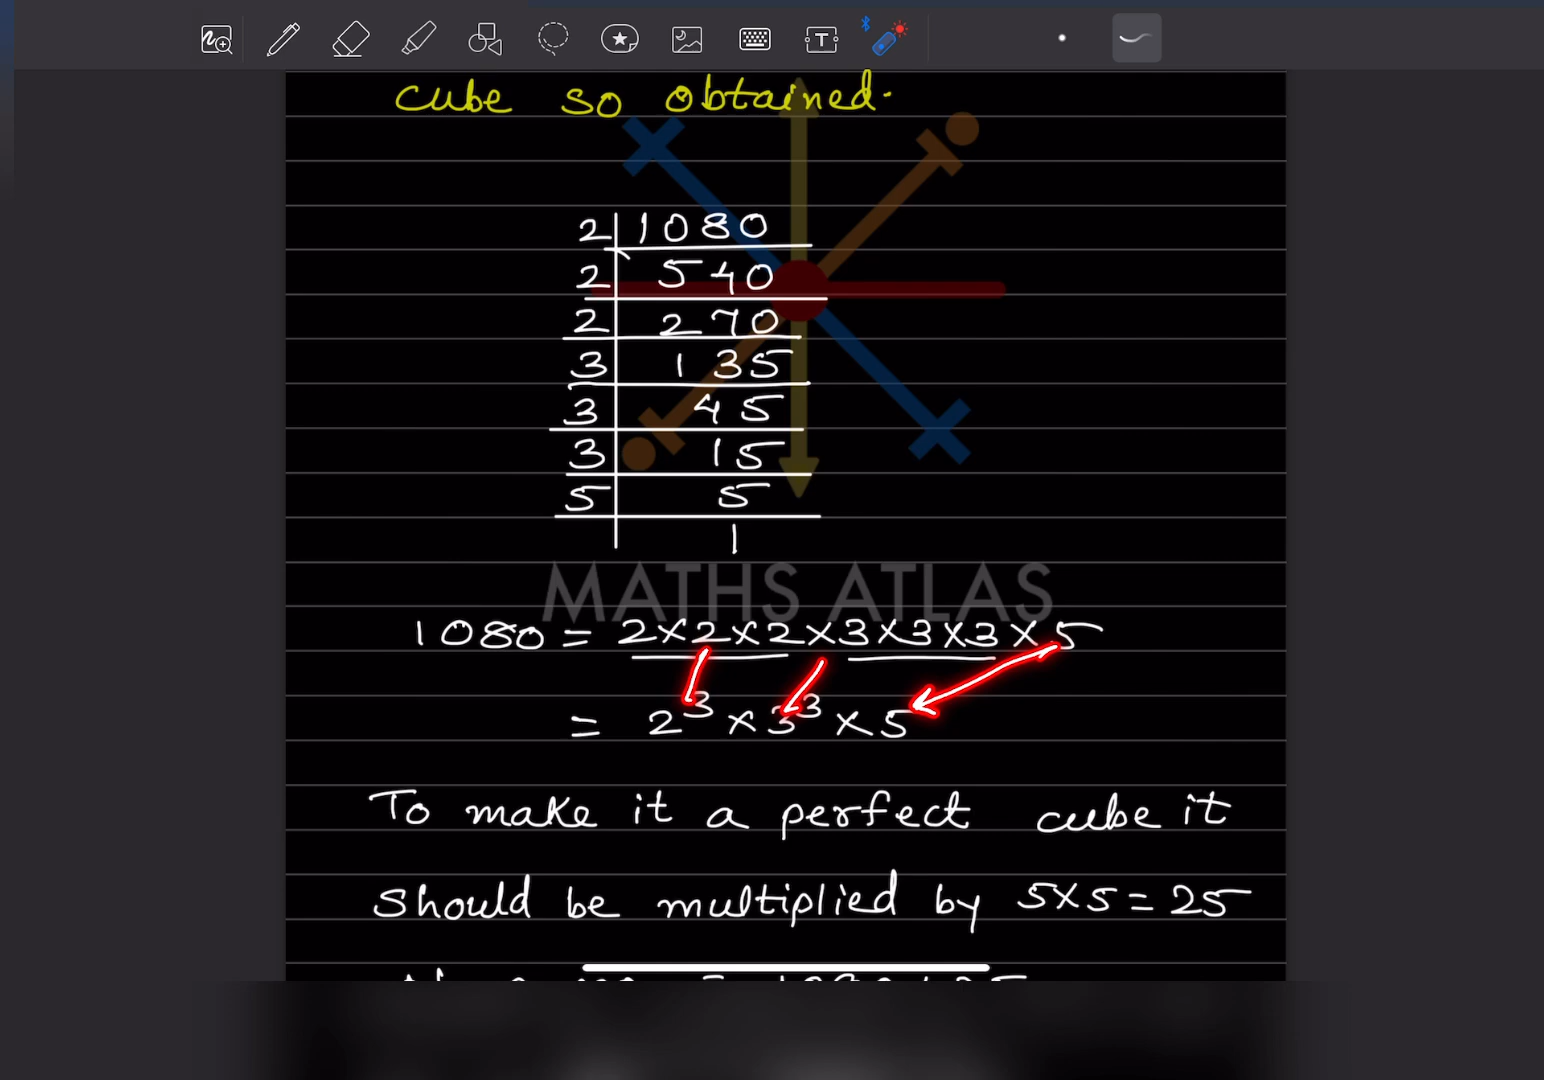 cube so obtained.
2 | 1080
2 | 540
2 | 270
3 | 135
3 | 45
3 | 15
5 | 5
1
MATHS ATLAS
1080 = 2×2×2×3×3×3×5
= 2³×3³×5
To make it a perfect cube it
should be multiplied by 5×5=25